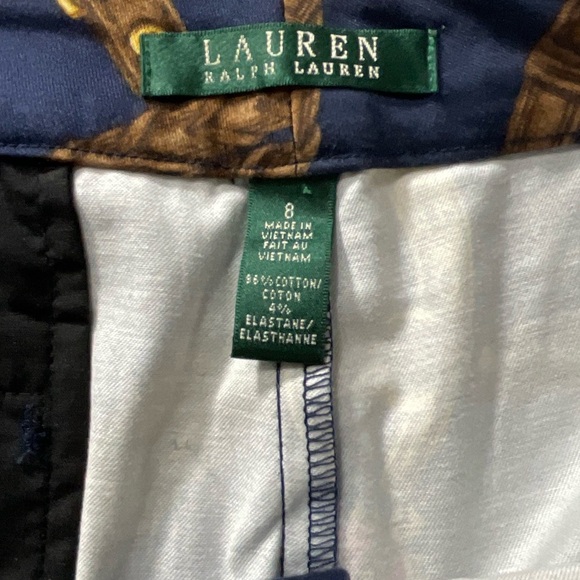 LAUREN
RALPH LAUREN
8
MADE IN
VIETNAM
FAIT AU
VIETNAM
96% COTTON/
COTON
4%
ELASTANE/
ELASTHANNE